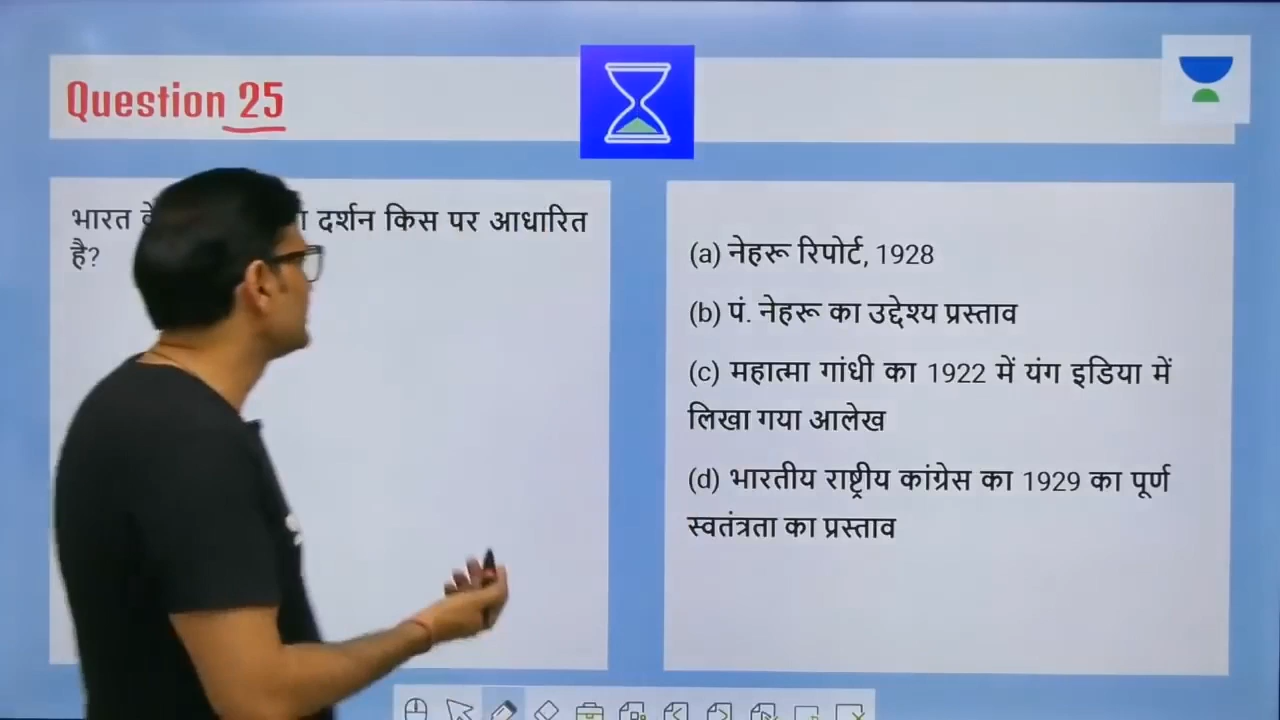 Question 25
भारत दर्शन किस पर आधारित
है?
(a) नेहरू रिपोर्ट, 1928
(b) पं. नेहरू का उद्देश्य प्रस्ताव
(c) महात्मा गांधी का 1922 में यंग इडिया में
लिखा गया आलेख
(d) भारतीय राष्ट्रीय कांग्रेस का 1929 का पूर्ण
स्वतंत्रता का प्रस्ताव